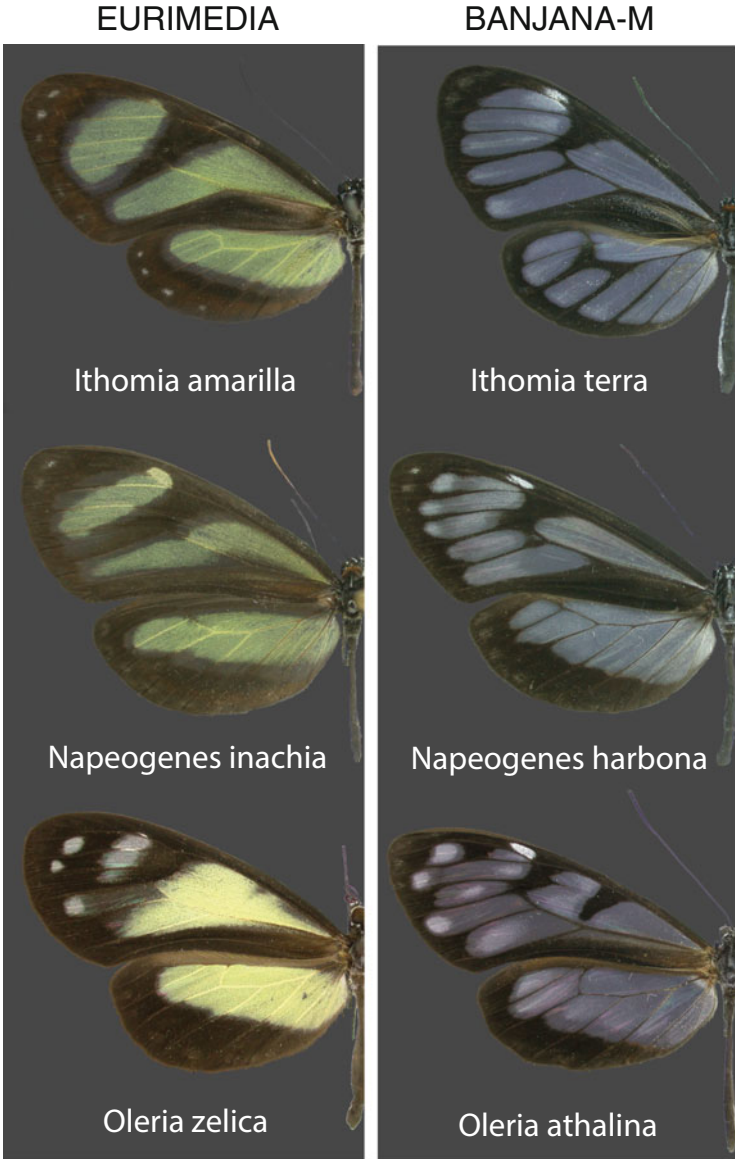 EURIMEDIA
BANJANA-M
Ithomia amarilla
Ithomia terra
Napeogenes inachia
Napeogenes harbona
Oleria zelica
Oleria athalina